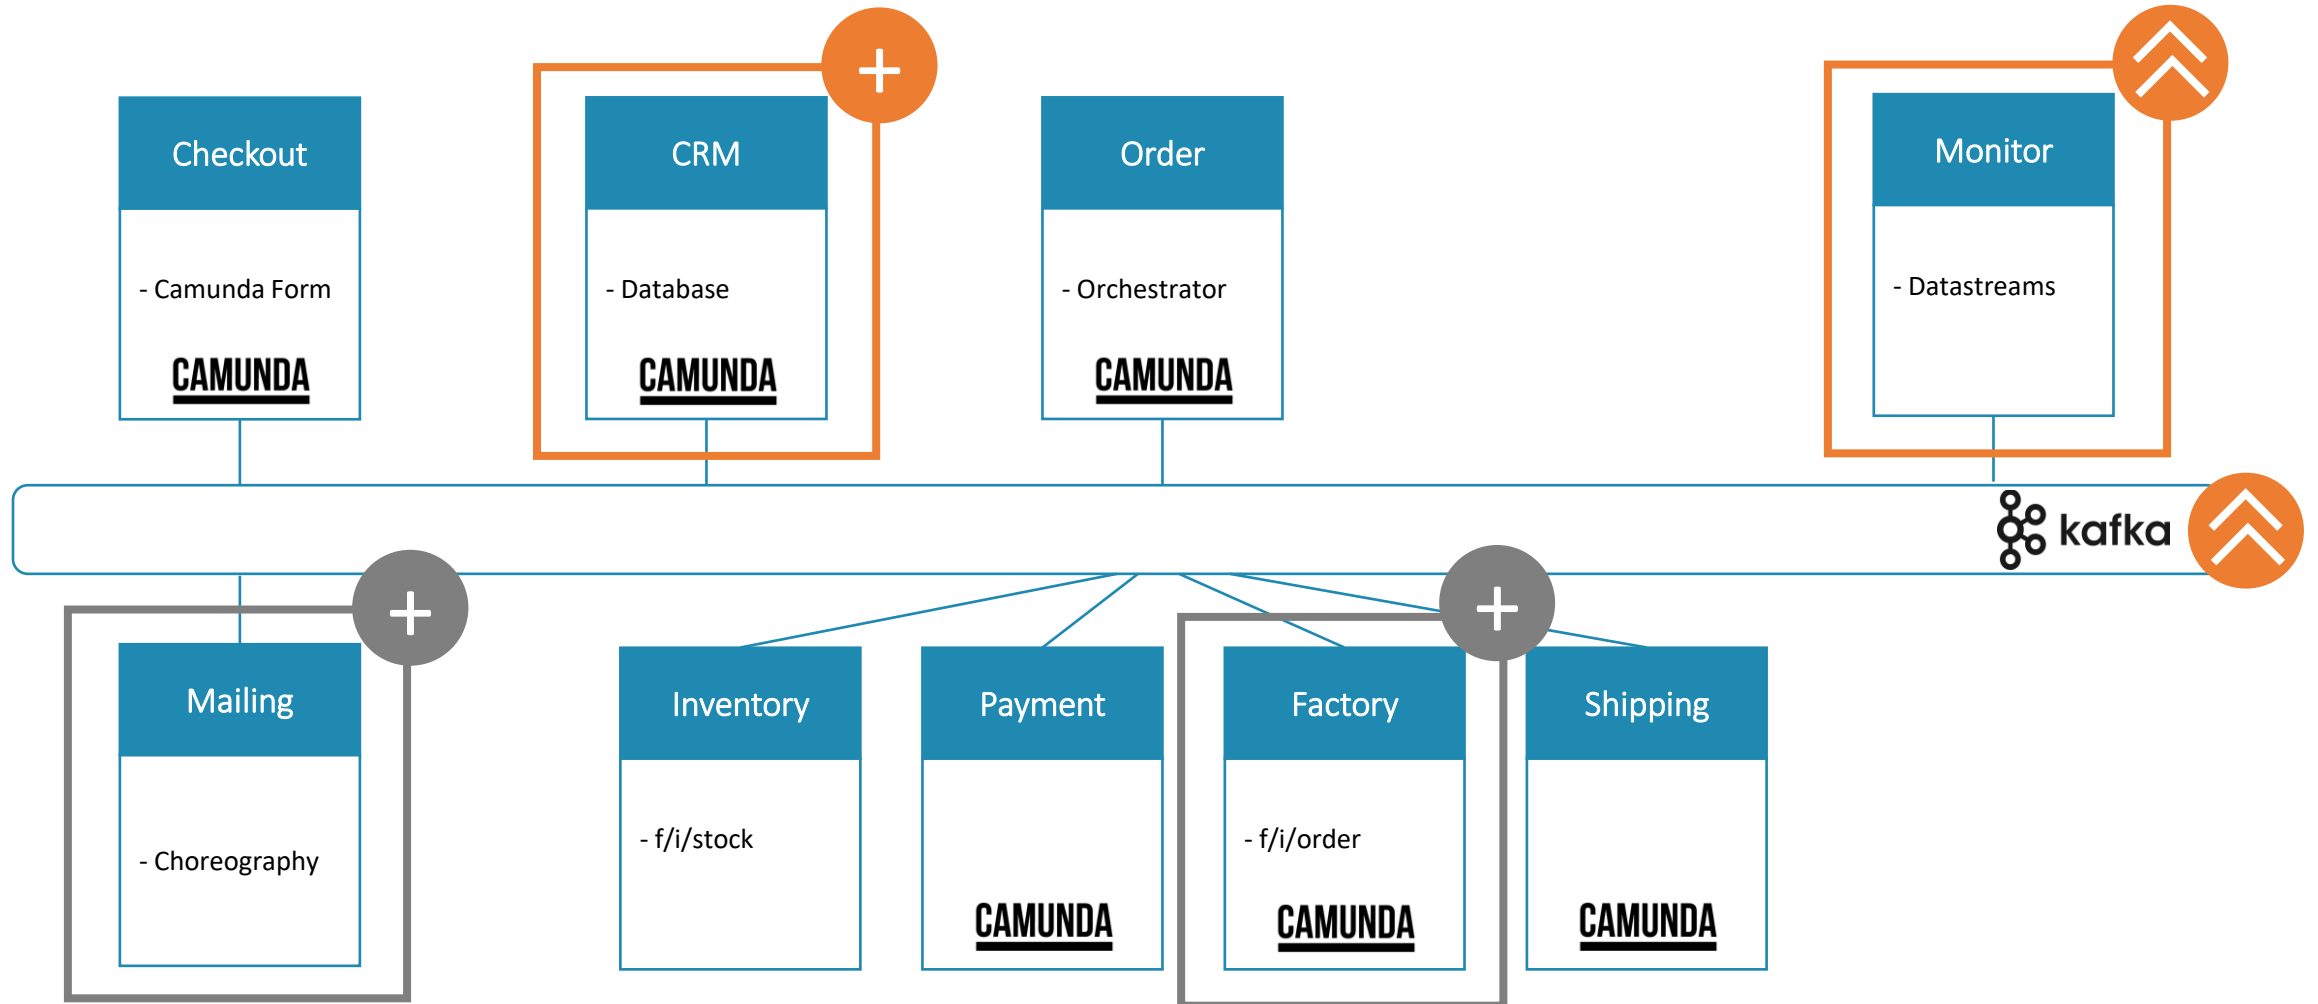 Checkout
CRM
Order
Monitor
- Camunda Form
- Database
- Orchestrator
- Datastreams
CAMUNDA
CAMUNDA
CAMUNDA
kafka
Mailing
Inventory
Payment
Factory
Shipping
- Choreography
- f/i/stock
- f/i/order
CAMUNDA
CAMUNDA
CAMUNDA